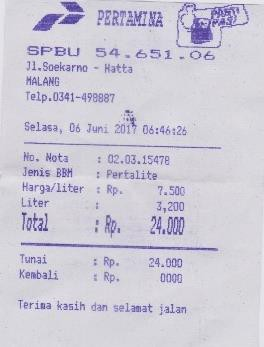 PERTAMINA
PASTI PAS!
SPBU 54.651.06
Jl.Soekarno - Hatta
MALANG
Telp.0341-498887
Selasa, 06 Juni 2017 06:46:26
No. Nota : 02.03.15478
Jenis BBM : Pertalite
Harga/liter : Rp. 7.500
Liter : 3,200
Total : Rp. 24.000
Tunai : Rp. 24.000
Kembali : Rp. 0000
Terima kasih dan selamat jalan